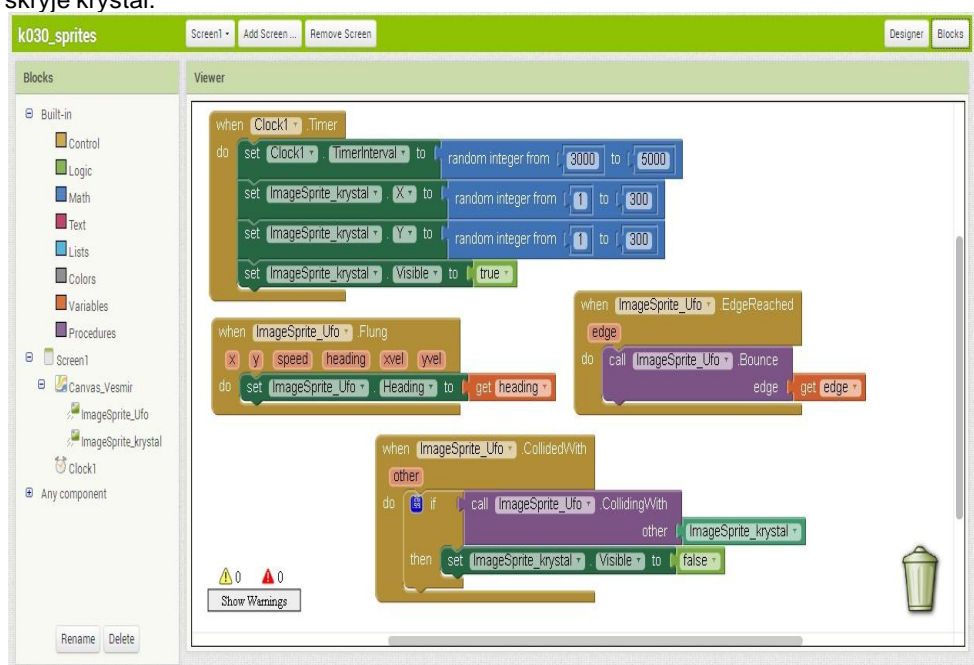 skryje krystal.
k030_sprites
Screen1 Add Screen ... Remove Screen
Designer Blocks
Blocks
Viewer
Built-in
Control
Logic
Math
Text
Lists
Colors
Variables
Procedures
Screen1
Canvas_Vesmir
ImageSprite_Ufo
ImageSprite_krystal
Clock1
Any component
Rename Delete
when Clock1 .Timer
do set Clock1 . TimerInterval to random integer from 3000 to 5000
set ImageSprite_krystal . X to random integer from 1 to 300
set ImageSprite_krystal . Y to random integer from 1 to 300
set ImageSprite_krystal . Visible to true
when ImageSprite_Ufo .Flung
x y speed heading xvel yvel
do set ImageSprite_Ufo . Heading to get heading
when ImageSprite_Ufo .EdgeReached
edge
do call ImageSprite_Ufo .Bounce
edge get edge
when ImageSprite_Ufo .CollidedWith
other
do if call ImageSprite_Ufo .CollidingWith
other ImageSprite_krystal
then set ImageSprite_krystal . Visible to false
0 0
Show Warnings